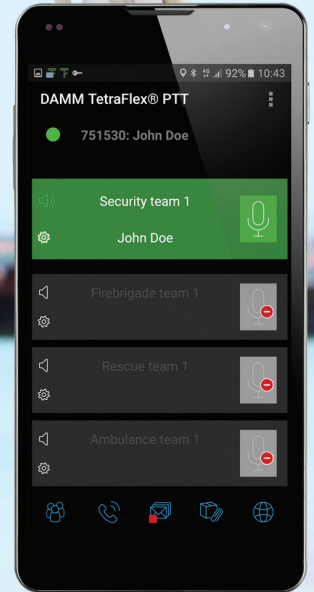 92% 10:43
DAMM TetraFlex® PTT
751530: John Doe
Security team 1
John Doe
Firebrigade team 1
Rescue team 1
Ambulance team 1